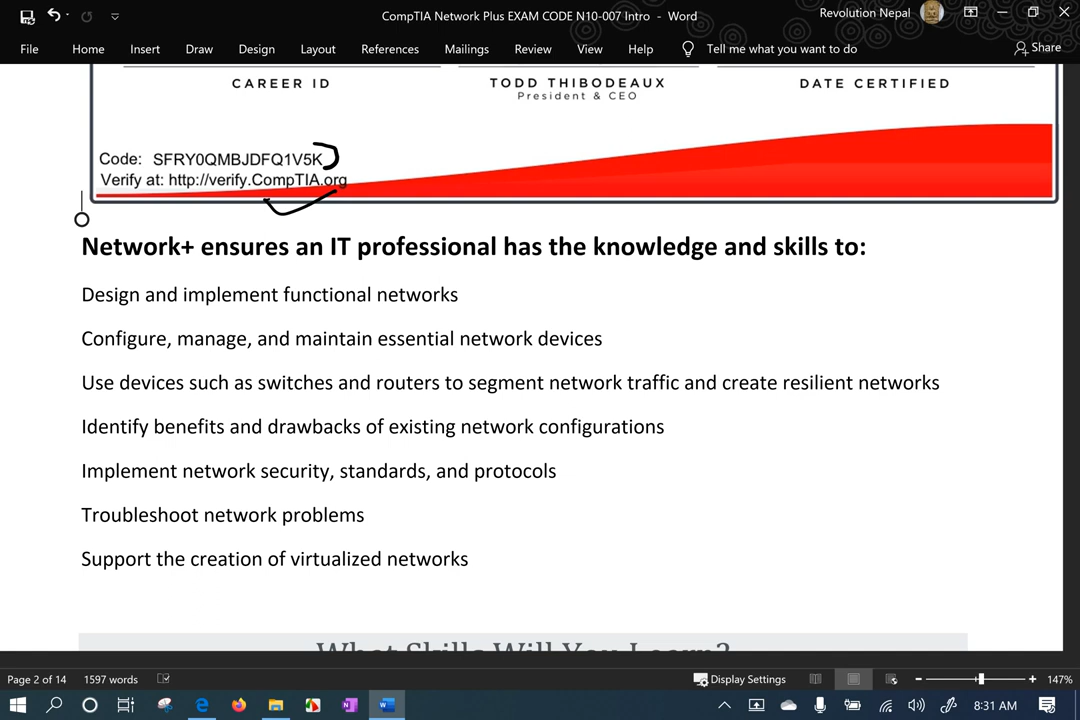 CompTIA Network Plus EXAM CODE N10-007 Intro - Word
Revolution Nepal
File Home Insert Draw Design Layout References Mailings Review View Help Tell me what you want to do Share
CAREER ID TODD THIBODEAUX DATE CERTIFIED
President & CEO
Code: SFRY0QMBJDFQ1V5K
Verify at: http://verify.CompTIA.org
Network+ ensures an IT professional has the knowledge and skills to:
Design and implement functional networks
Configure, manage, and maintain essential network devices
Use devices such as switches and routers to segment network traffic and create resilient networks
Identify benefits and drawbacks of existing network configurations
Implement network security, standards, and protocols
Troubleshoot network problems
Support the creation of virtualized networks
What Skills Will You Learn?
Page 2 of 14 1597 words Display Settings 147%
8:31 AM